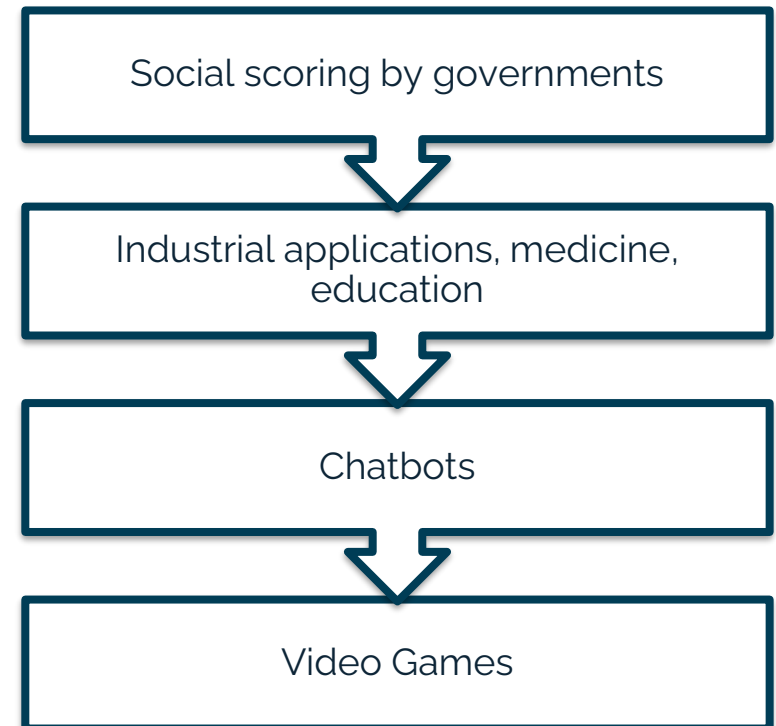 Social scoring by governments
Industrial applications, medicine,
education
Chatbots
Video Games